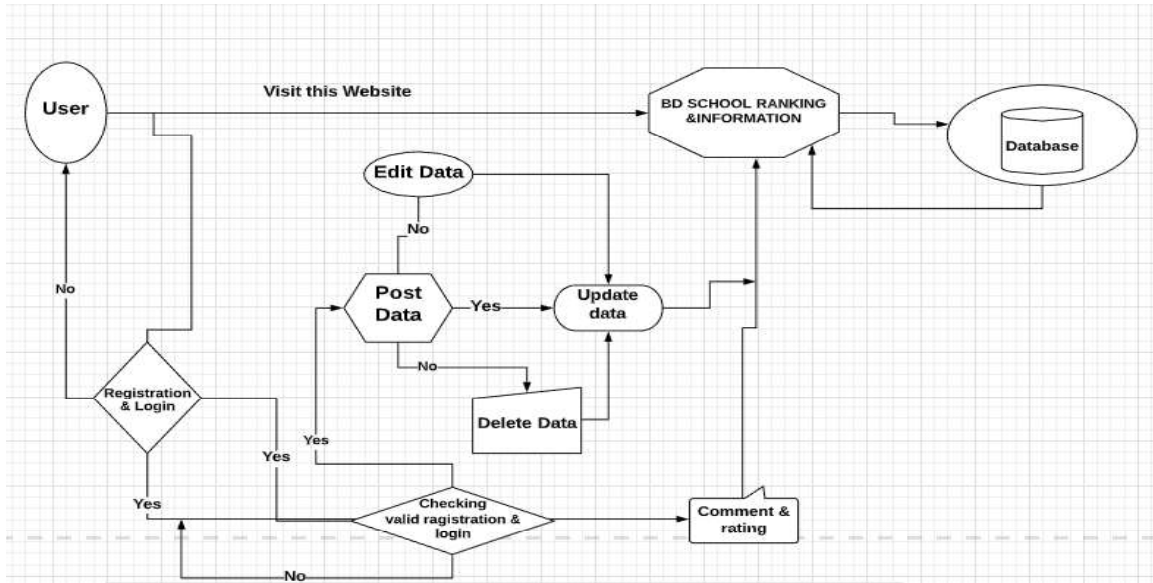 User
Visit this Website
BD SCHOOL RANKING
&INFORMATION
Database
Edit Data
No
No
Post
Data
Yes
Update
data
No
Delete Data
Registration
& Login
Yes
Yes
Yes
Checking
valid ragistration &
login
Comment &
rating
No